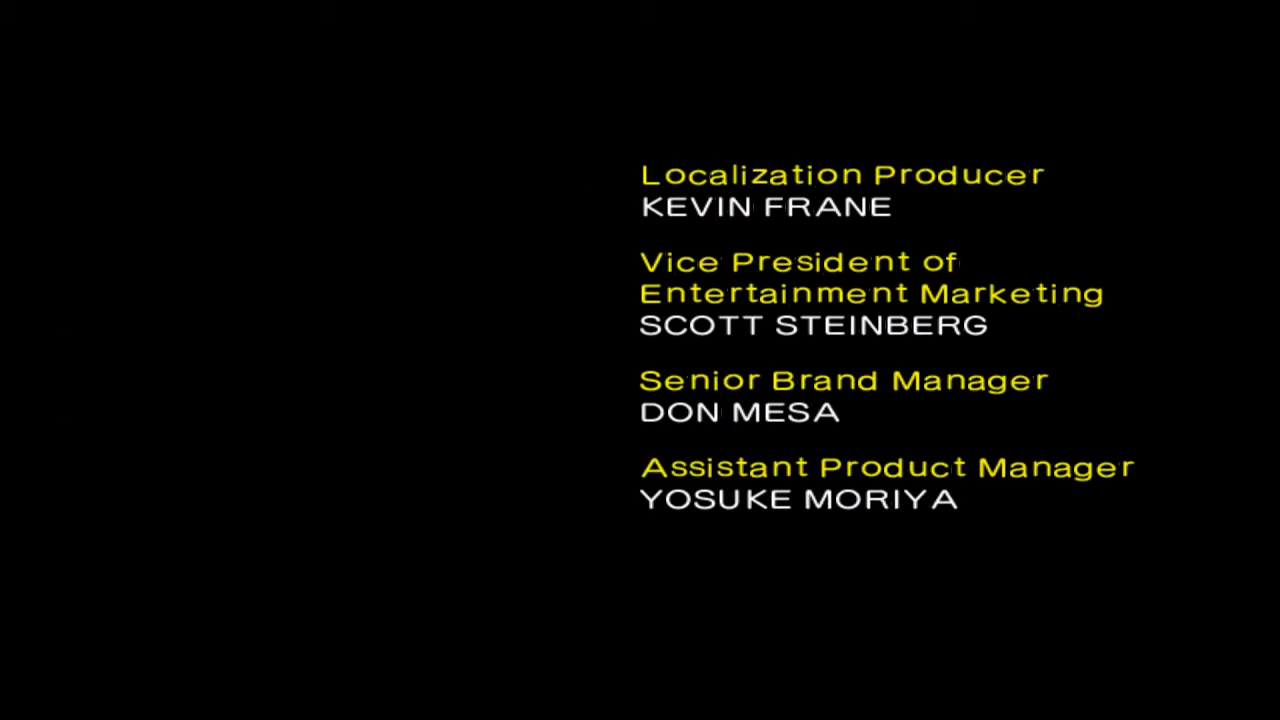 Localization Producer
KEVIN FRANE
Vice President of
Entertainment Marketing
SCOTT STEINBERG
Senior Brand Manager
DON MESA
Assistant Product Manager
YOSUKE MORIYA